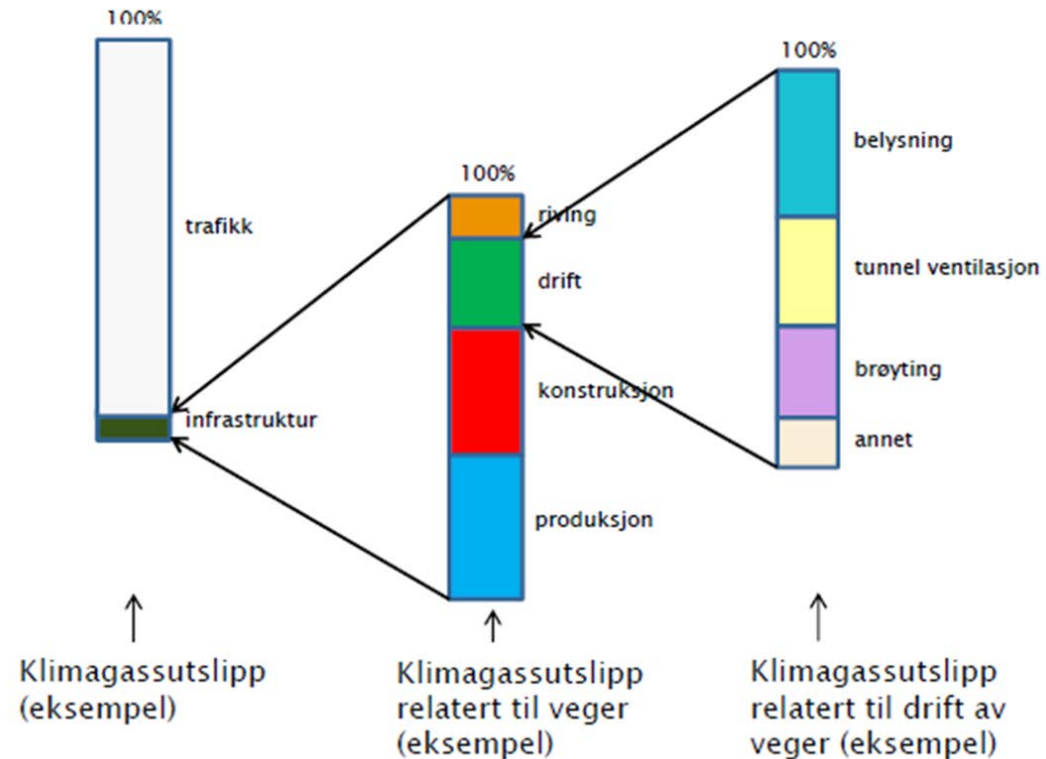 100%
trafikk
infrastruktur
Klimagassutslipp
(eksempel)
100%
riving
drift
konstruksjon
produksjon
Klimagassutslipp
relatert til veger
(eksempel)
100%
belysning
tunnel ventilasjon
brøyting
annet
Klimagassutslipp
relatert til drift av
veger (eksempel)